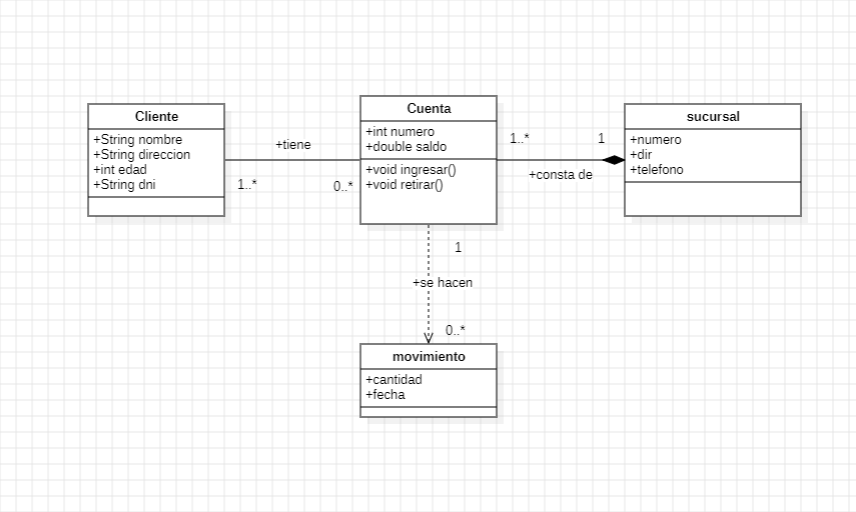 Cliente
+String nombre
+String direccion
+int edad
+String dni
+tiene
1..*
0..*
Cuenta
+int numero
+double saldo
+void ingresar()
+void retirar()
1..*
1
+consta de
sucursal
+numero
+dir
+telefono
1
+se hacen
0..*
movimiento
+cantidad
+fecha